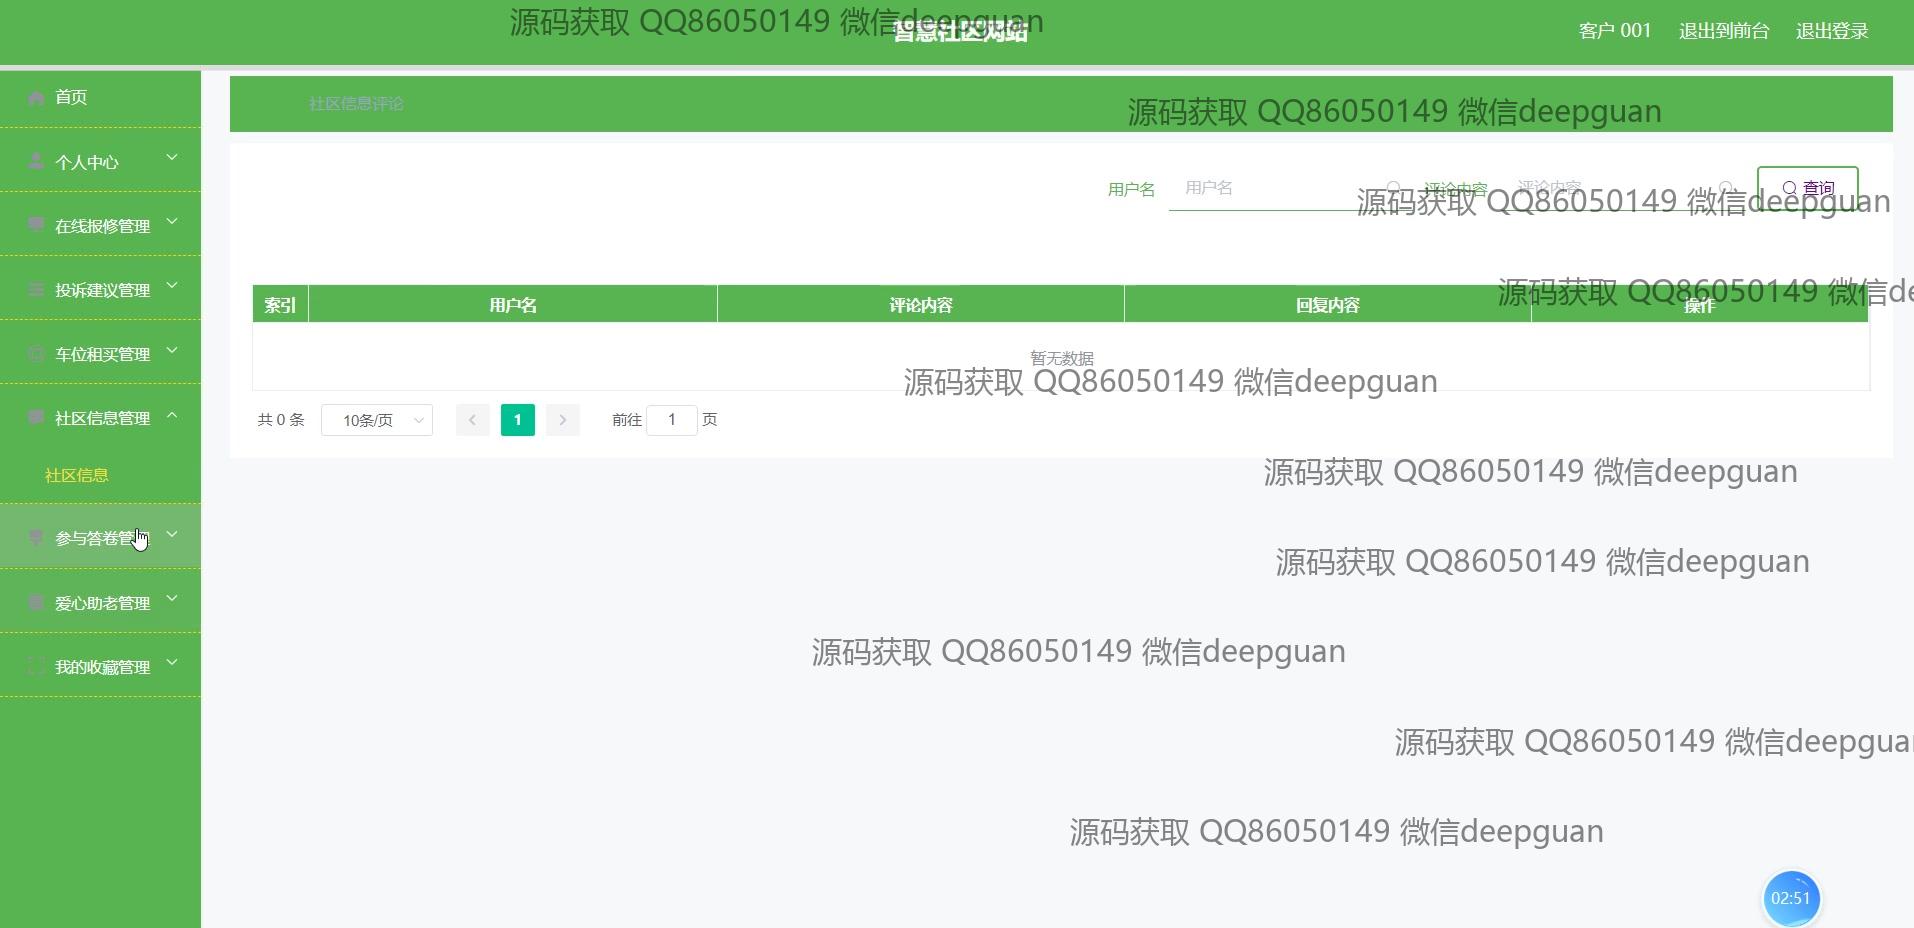 源码获取 QQ86050149 微信deepguan
智慧社区网站
客户 001 退出到前台 退出登录
首页
个人中心
在线报修管理
投诉建议管理
车位租买管理
社区信息管理
社区信息
参与答卷管理
爱心助老管理
我的收藏管理
社区信息评论
源码获取 QQ86050149 微信deepguan
用户名 用户名 评论内容 评论内容 查询
源码获取 QQ86050149 微信deepguan
源码获取 QQ86050149 微信de
索引 用户名 评论内容 回复内容 操作
暂无数据
源码获取 QQ86050149 微信deepguan
共 0 条 10条/页 1 前往 1 页
源码获取 QQ86050149 微信deepguan
源码获取 QQ86050149 微信deepguan
源码获取 QQ86050149 微信deepguan
源码获取 QQ86050149 微信deepguan
源码获取 QQ86050149 微信deepguan
02:51